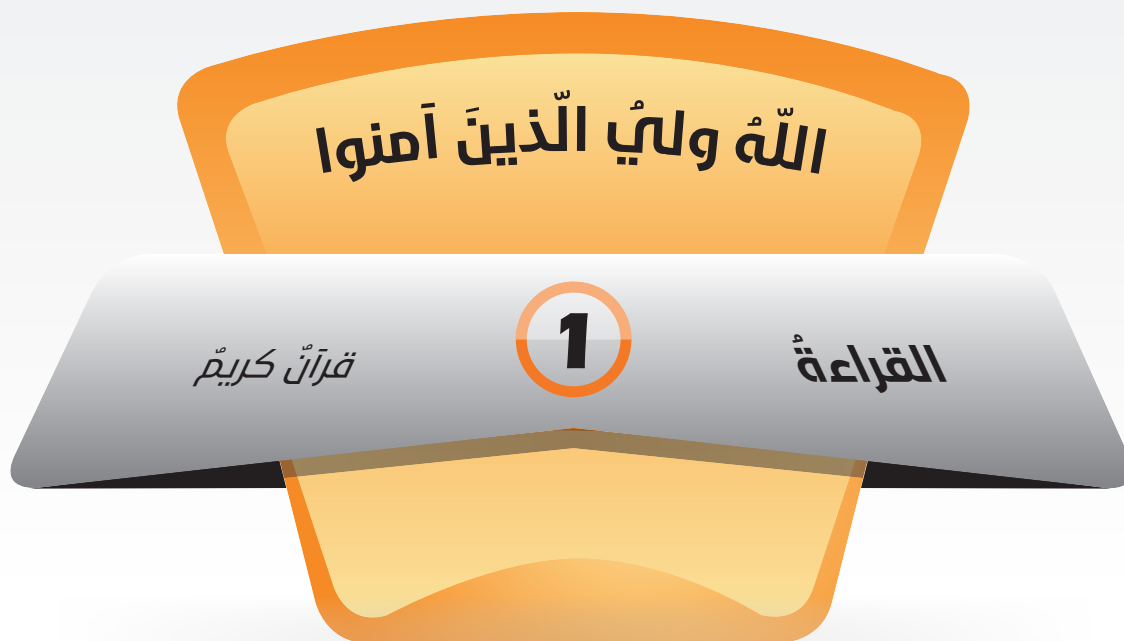 اللّهُ وليُ الّذينَ آمنوا
القراءةُ
1
قرآنٌ كريمٌ